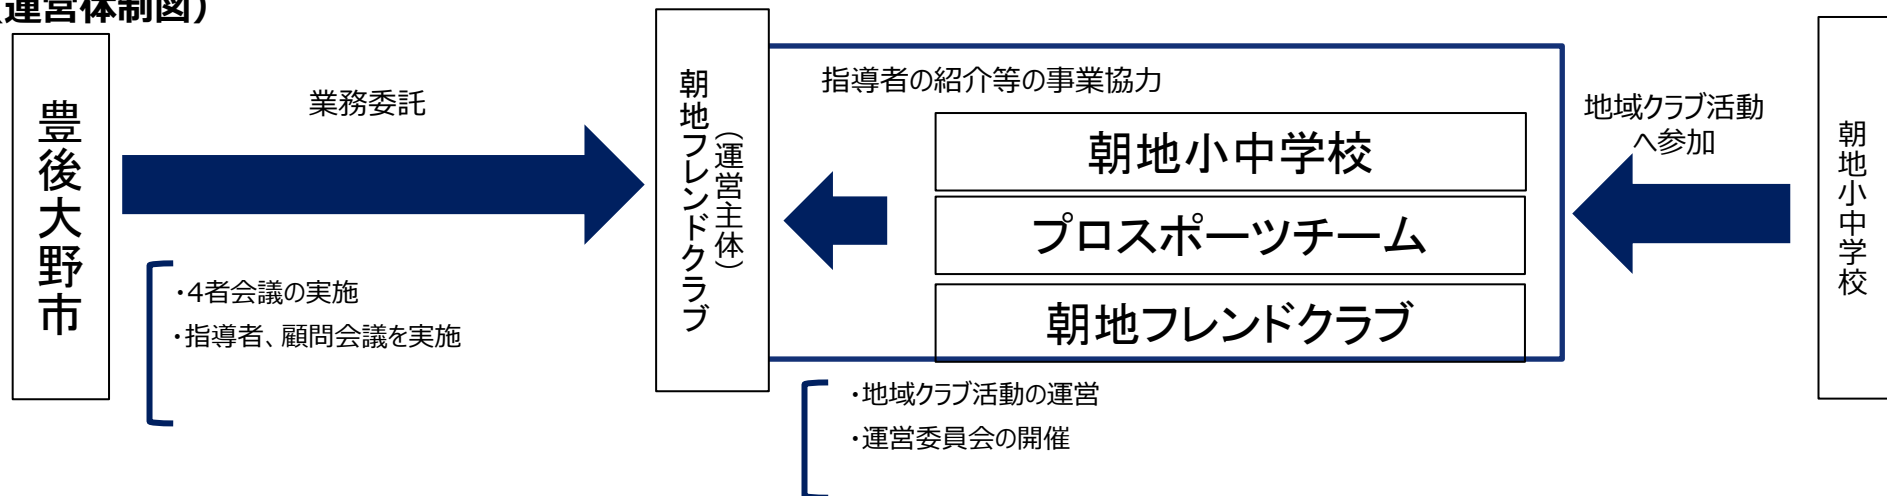 (運営体制図)
豊後大野市
業務委託
・4者会議の実施
・指導者、顧問会議を実施
朝地フレンドクラブ
（運営主体）
指導者の紹介等の事業協力
朝地小中学校
プロスポーツチーム
朝地フレンドクラブ
・地域クラブ活動の運営
・運営委員会の開催
地域クラブ活動
へ参加
朝地小中学校